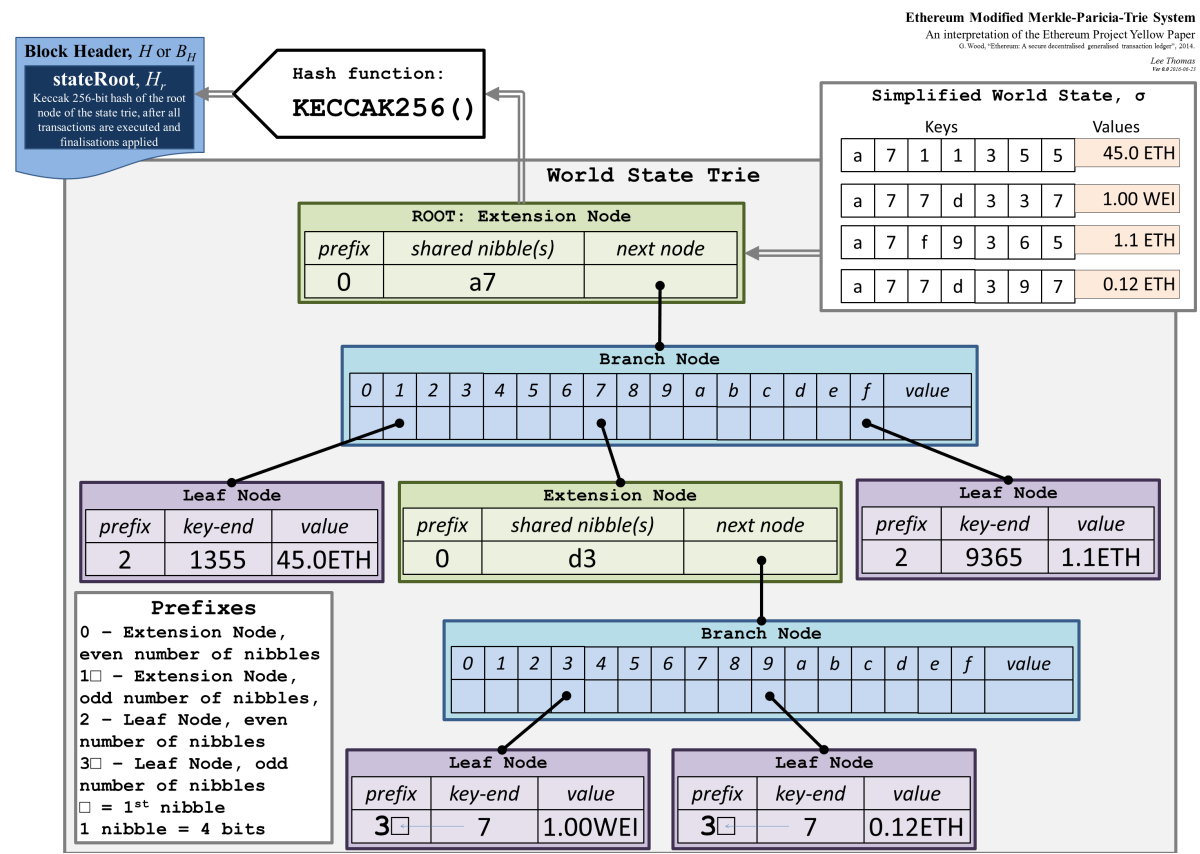 Ethereum Modified Merkle-Paricia-Trie System
An interpretation of the Ethereum Project Yellow Paper
G. Wood, "Ethereum: A secure decentralised generalised transaction ledger", 2014.
Lee Thomas
Ver 0.0 2016-06-23
Block Header, H or B_H
stateRoot, H_r
Keccak 256-bit hash of the root
node of the state trie, after all
transactions are executed and
finalisations applied
Hash function:
KECCAK256()
Simplified World State, σ
Keys Values
a 7 1 1 3 5 5 45.0 ETH
a 7 7 d 3 3 7 1.00 WEI
a 7 f 9 3 6 5 1.1 ETH
a 7 7 d 3 9 7 0.12 ETH
World State Trie
ROOT: Extension Node
prefix shared nibble(s) next node
0 a7
Branch Node
0 1 2 3 4 5 6 7 8 9 a b c d e f value
Leaf Node
prefix key-end value
2 1355 45.0ETH
Extension Node
prefix shared nibble(s) next node
0 d3
Leaf Node
prefix key-end value
2 9365 1.1ETH
Prefixes
0 – Extension Node,
even number of nibbles
1□ – Extension Node,
odd number of nibbles,
2 – Leaf Node, even
number of nibbles
3□ – Leaf Node, odd
number of nibbles
□ = 1st nibble
1 nibble = 4 bits
Branch Node
0 1 2 3 4 5 6 7 8 9 a b c d e f value
Leaf Node
prefix key-end value
3□ 7 1.00WEI
Leaf Node
prefix key-end value
3□ 7 0.12ETH